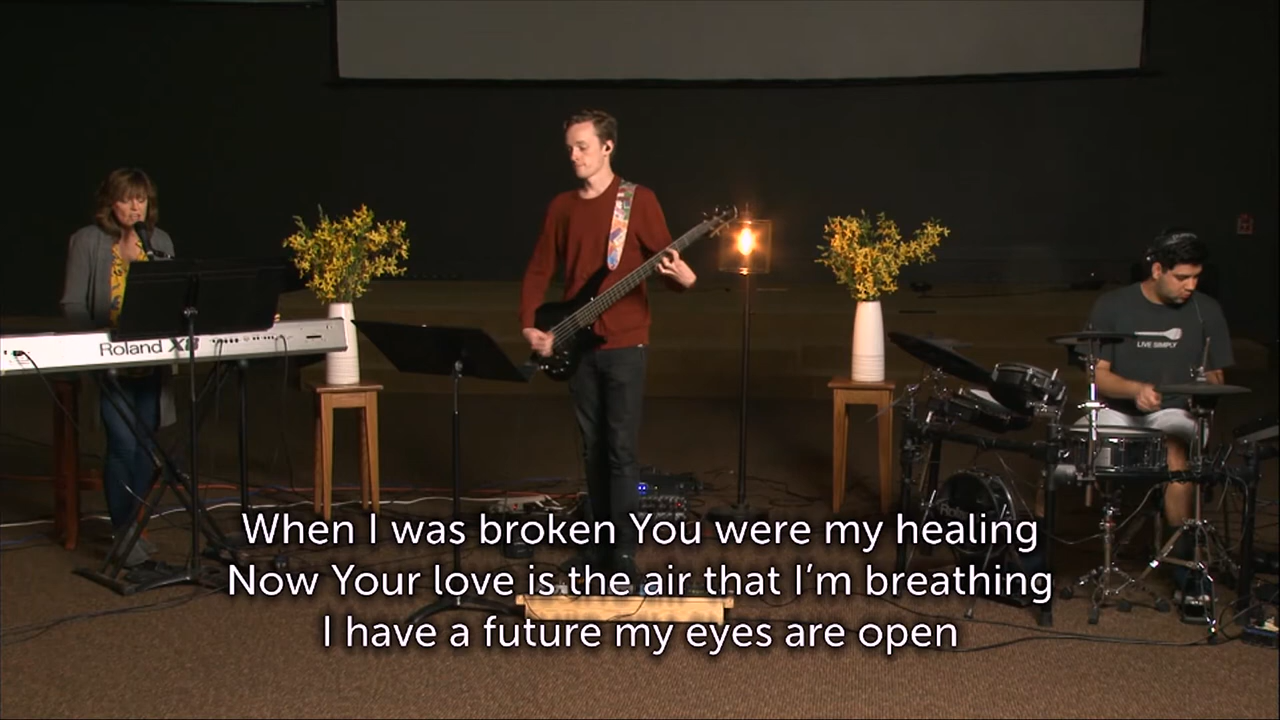 Roland X8
LIVE SIMPLY
When I was broken You were my healing
Now Your love is the air that I'm breathing
I have a future my eyes are open